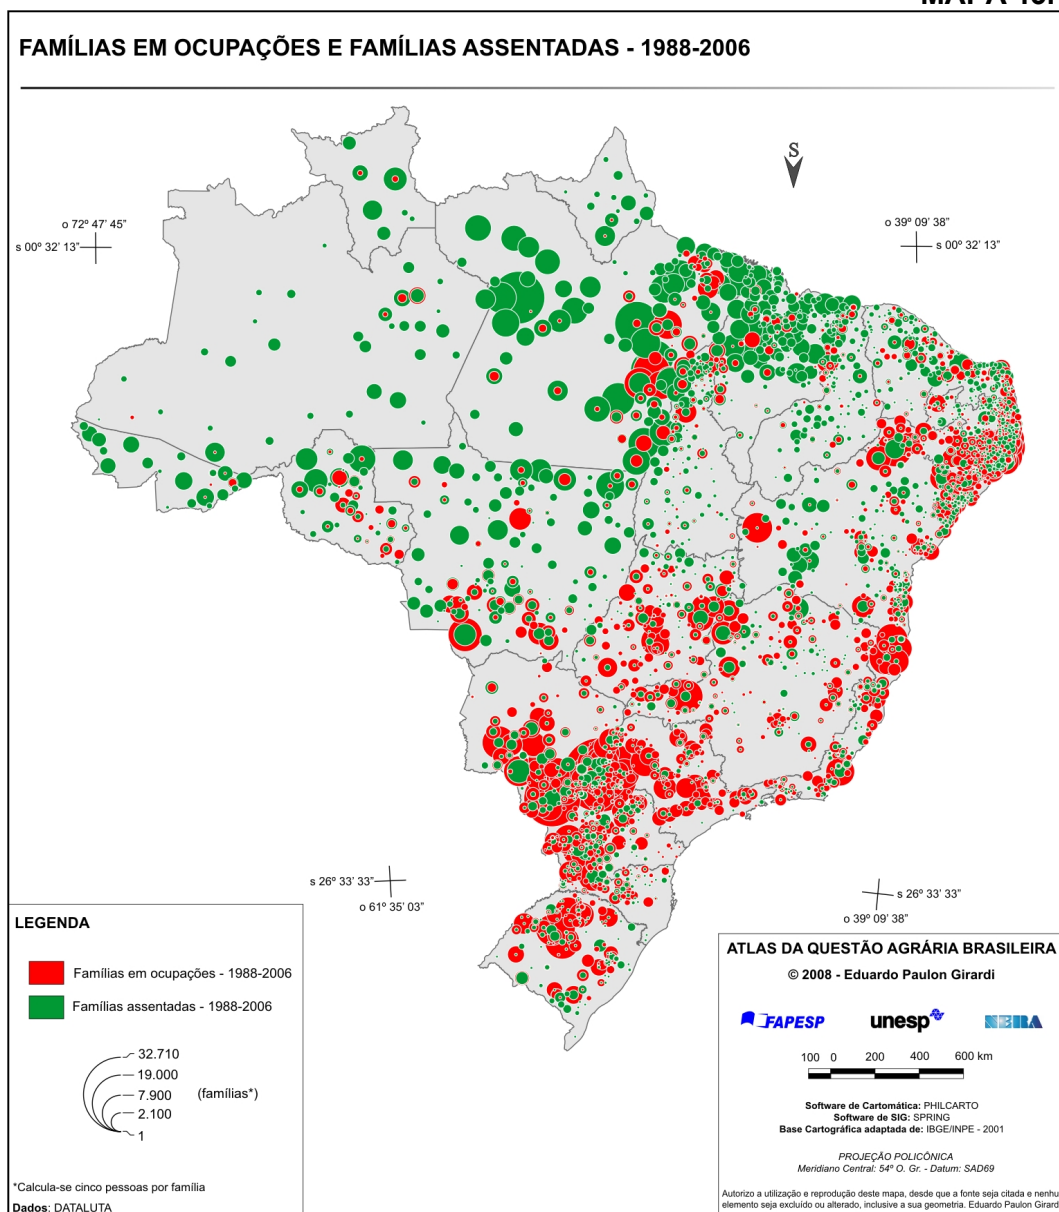 FAMÍLIAS EM OCUPAÇÕES E FAMÍLIAS ASSENTADAS - 1988-2006
S
o 72º 47' 45"
s 00º 32' 13"
o 39º 09' 38"
s 00º 32' 13"
s 26º 33' 33"
o 61º 35' 03"
s 26º 33' 33"
o 39º 09' 38"
LEGENDA
Famílias em ocupações - 1988-2006
Famílias assentadas - 1988-2006
32.710
19.000
7.900
(famílias*)
2.100
1
*Calcula-se cinco pessoas por família
Dados: DATALUTA
ATLAS DA QUESTÃO AGRÁRIA BRASILEIRA
© 2008 - Eduardo Paulon Girardi
FAPESP
unesp
NERA
100 0 200 400 600 km
Software de Cartomática: PHILCARTO
Software de SIG: SPRING
Base Cartográfica adaptada de: IBGE/INPE - 2001
PROJEÇÃO POLICÔNICA
Meridiano Central: 54º O. Gr. - Datum: SAD69
Autorizo a utilização e reprodução deste mapa, desde que a fonte seja citada e nenhu
elemento seja excluído ou alterado, inclusive a sua geometria. Eduardo Paulon Girard